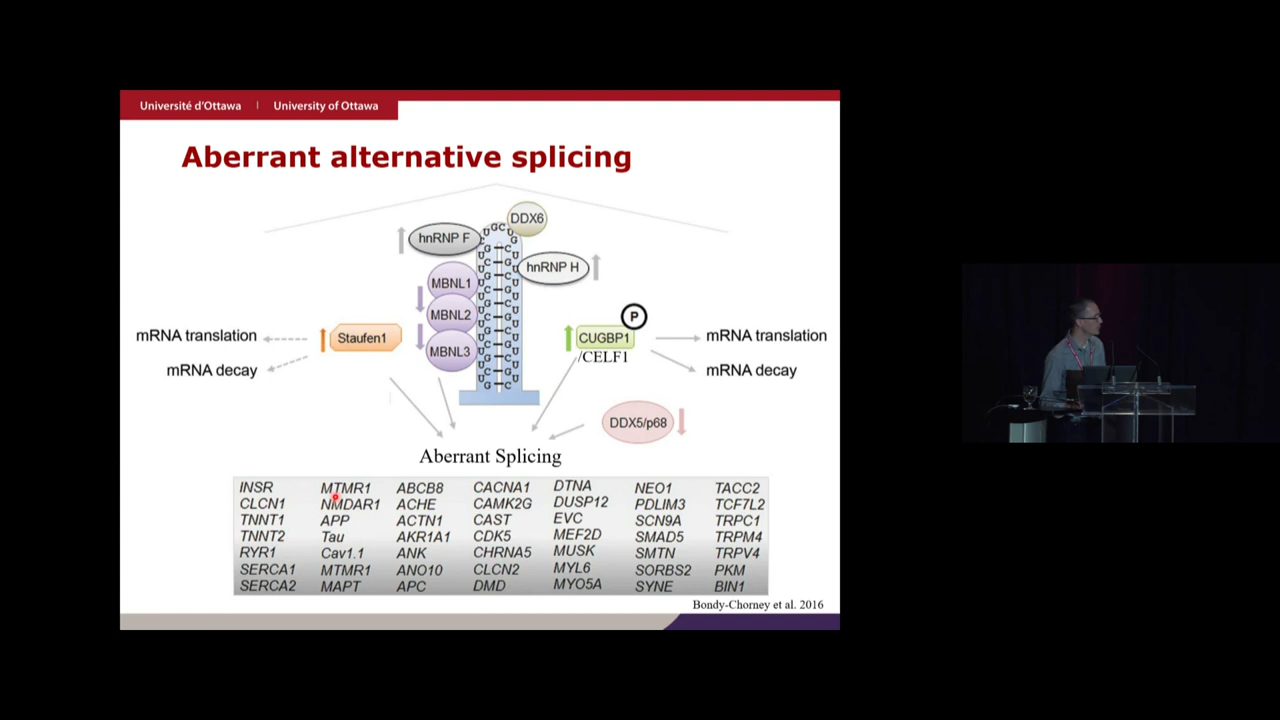 Université d'Ottawa | University of Ottawa
Aberrant alternative splicing
DDX6
hnRNP F
hnRNP H
MBNL1
MBNL2
MBNL3
Staufen1
mRNA translation
mRNA decay
P
CUGBP1
/CELF1
mRNA translation
mRNA decay
DDX5/p68
Aberrant Splicing
INSR MTMR1 ABCB8 CACNA1 DTNA NEO1 TACC2
CLCN1 NMDAR1 ACHE CAMK2G DUSP12 PDLIM3 TCF7L2
TNNT1 APP ACTN1 CAST EVC SCN9A TRPC1
TNNT2 Tau AKR1A1 CDK5 MEF2D SMAD5 TRPM4
RYR1 Cav1.1 ANK CHRNA5 MUSK SMTN TRPV4
SERCA1 MTMR1 ANO10 CLCN2 MYL6 SORBS2 PKM
SERCA2 MAPT APC DMD MYO5A SYNE BIN1
Bondy-Chorney et al. 2016